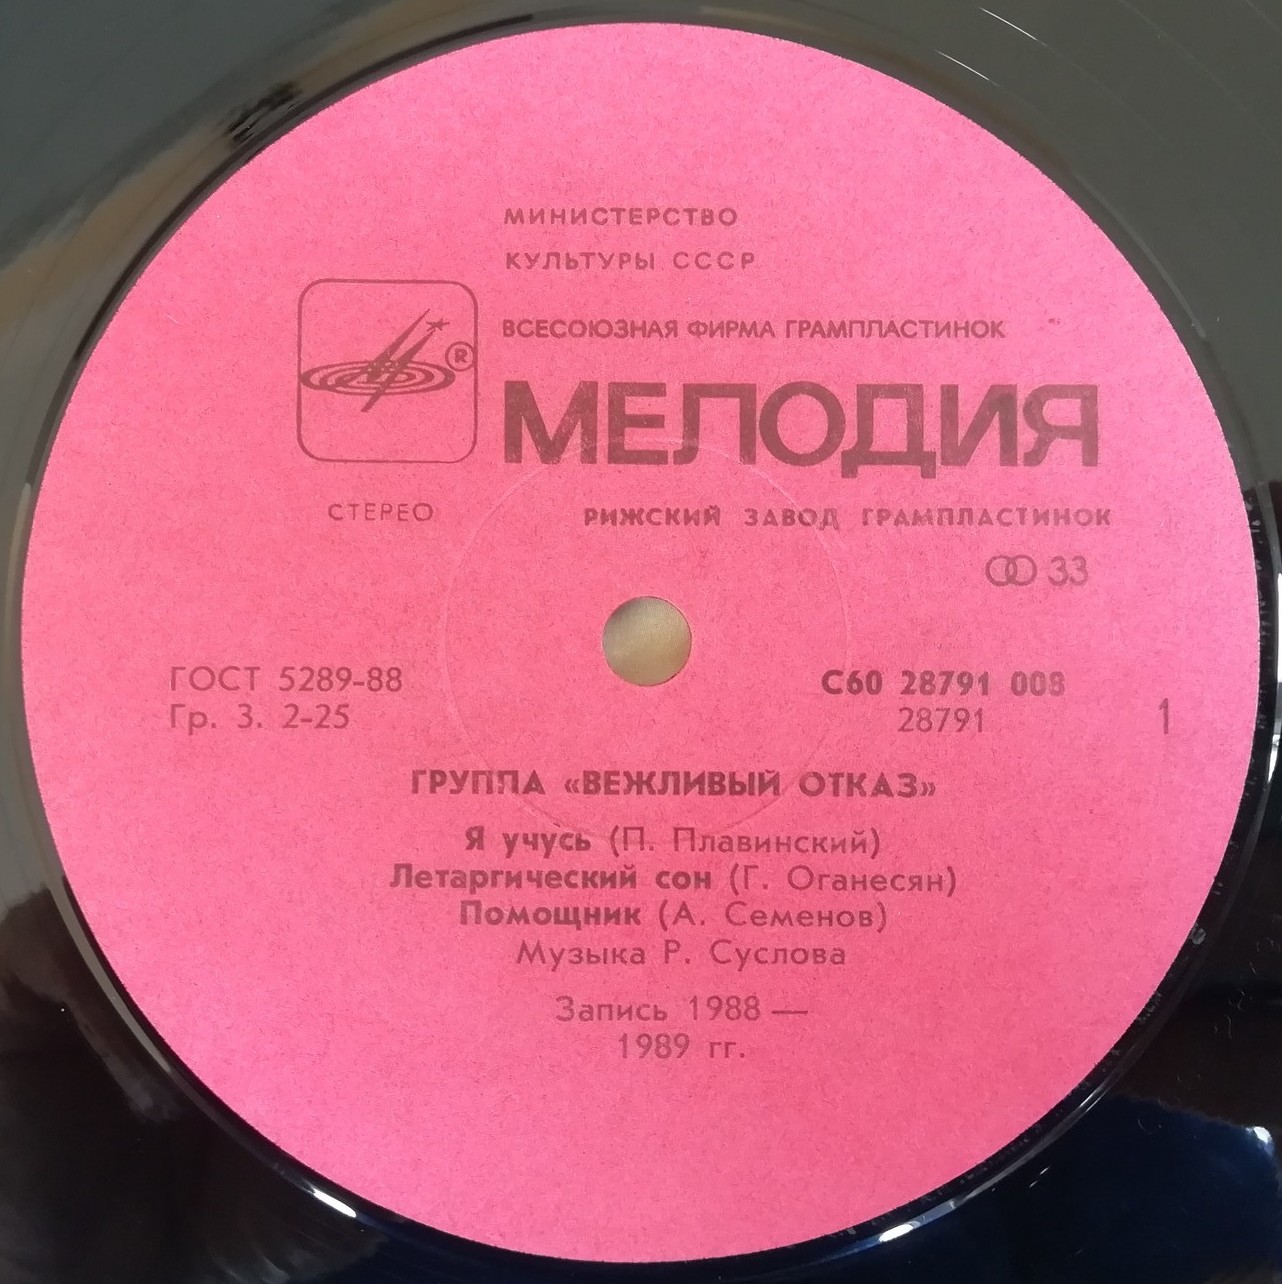 МИНИСТЕРСТВО
КУЛЬТУРЫ СССР
ВСЕСОЮЗНАЯ ФИРМА ГРАМПЛАСТИНОК
®
МЕЛОДИЯ
СТЕРЕО
РИЖСКИЙ ЗАВОД ГРАМПЛАСТИНОК
33
ГОСТ 5289-88
Гр. 3. 2-25
С60 28791 008
28791
1
ГРУППА «ВЕЖЛИВЫЙ ОТКАЗ»
Я учусь (П. Плавинский)
Летаргический сон (Г. Оганесян)
Помощник (А. Семенов)
Музыка Р. Суслова
Запись 1988 —
1989 гг.